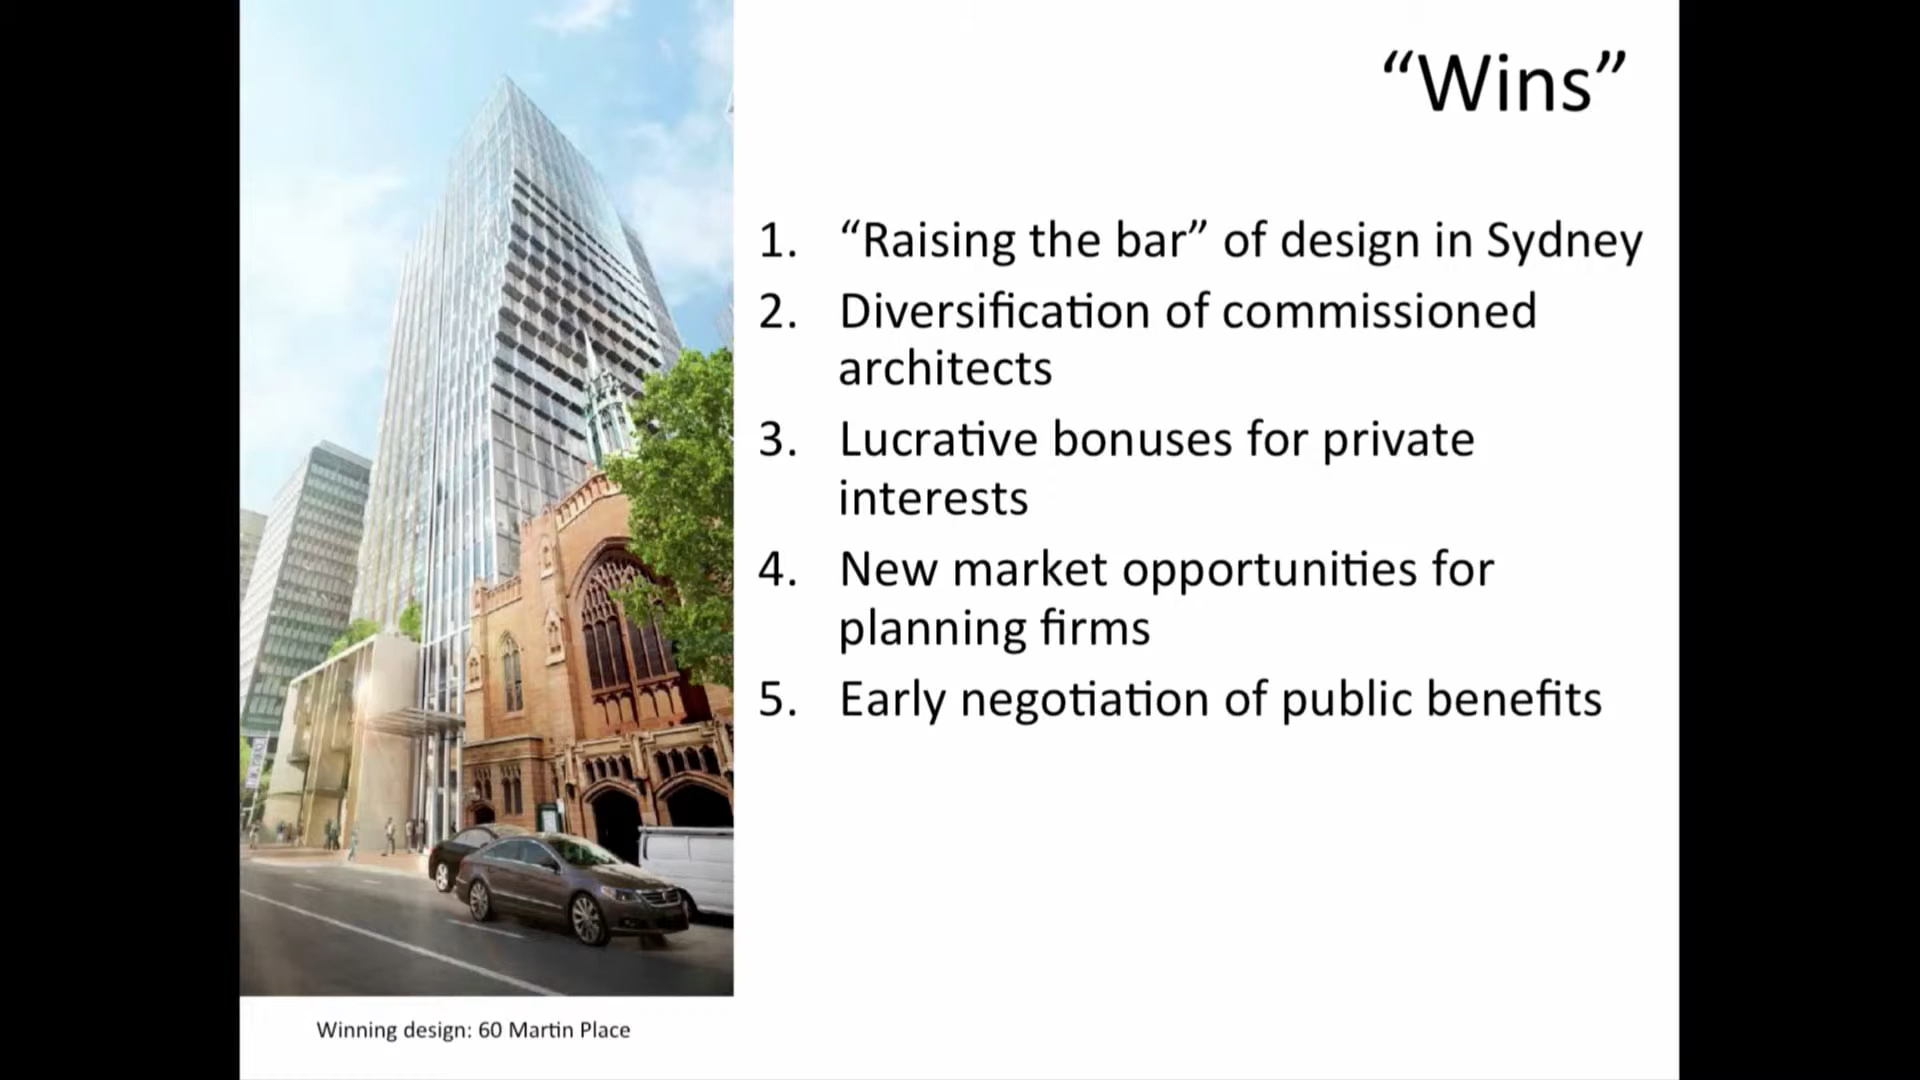 “Wins”
1. “Raising the bar” of design in Sydney
2. Diversification of commissioned
architects
3. Lucrative bonuses for private
interests
4. New market opportunities for
planning firms
5. Early negotiation of public benefits
Winning design: 60 Martin Place